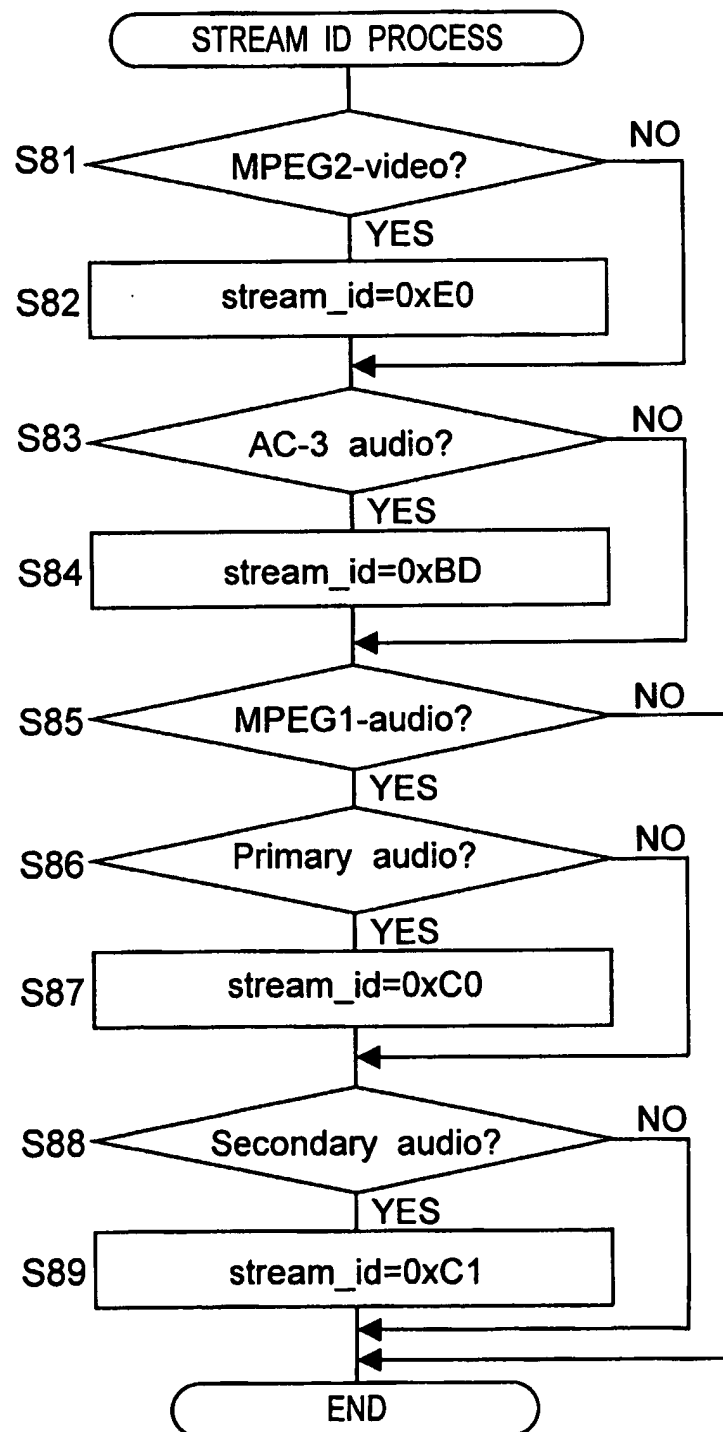 STREAM ID PROCESS
S81
MPEG2-video?
NO
YES
S82
stream_id=0xE0
S83
AC-3 audio?
NO
YES
S84
stream_id=0xBD
S85
MPEG1-audio?
NO
YES
S86
Primary audio?
NO
YES
S87
stream_id=0xC0
S88
Secondary audio?
NO
YES
S89
stream_id=0xC1
END